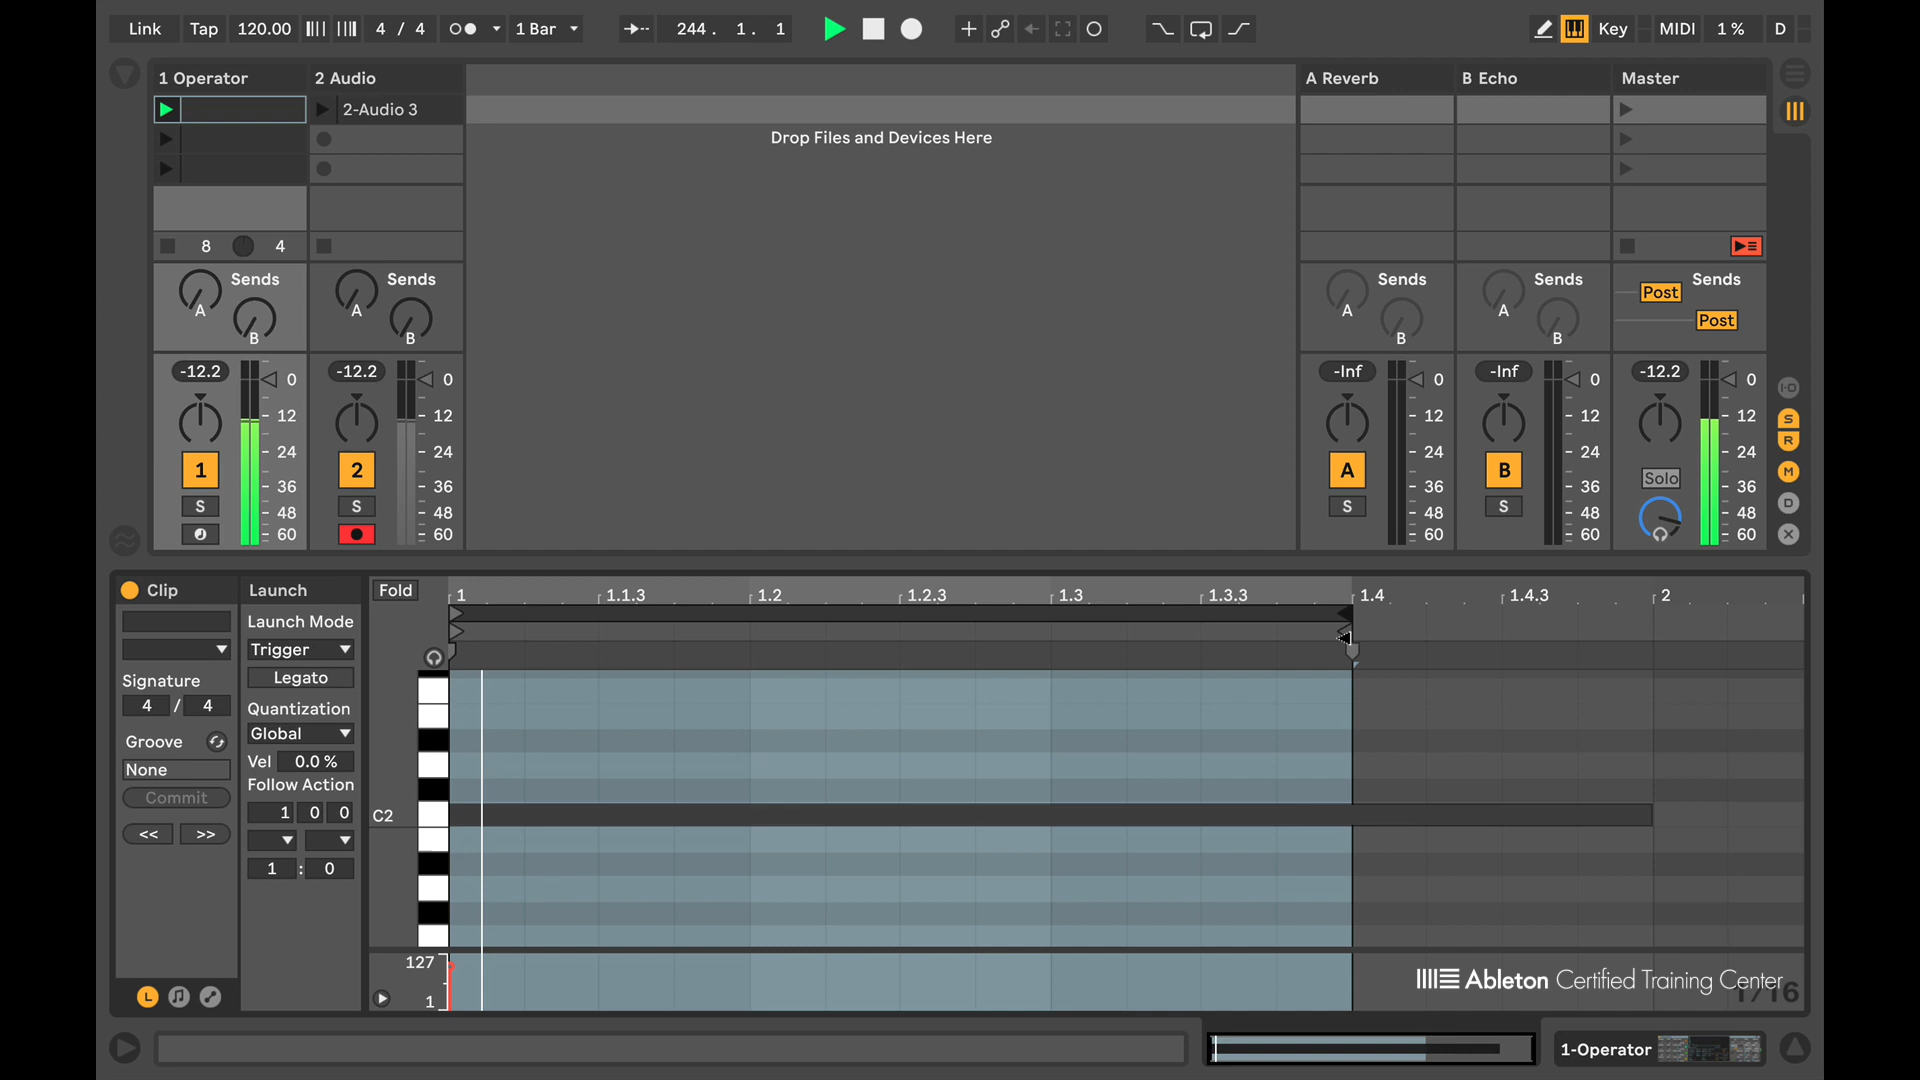 Link Tap 120.00 4 / 4 1 Bar 244. 1. 1 Key MIDI 1 % D
1 Operator 2 Audio A Reverb B Echo Master
2-Audio 3
Drop Files and Devices Here
8 4
Sends Sends Sends Sends Sends
A A A A Post
B B B B Post
-12.2 -12.2 -Inf -Inf -12.2
0 0 0 0 0
12 12 12 12 12
24 24 24 24 24
1 2 A B
36 36 36 36 Solo 36
S S S S
48 48 48 48 48
60 60 60 60 60
I-O
S
R
M
D
X
Clip Launch Fold 1 1.1.3 1.2 1.2.3 1.3 1.3.3 1.4 1.4.3 2
Launch Mode
Trigger
Legato
Signature
4 / 4
Quantization
Global
Groove
None
Vel 0.0 %
Follow Action
Commit
1 0 0
C2
<< >>
1 : 0
127
1
L
Ableton Certified Training Center
1/16
1-Operator